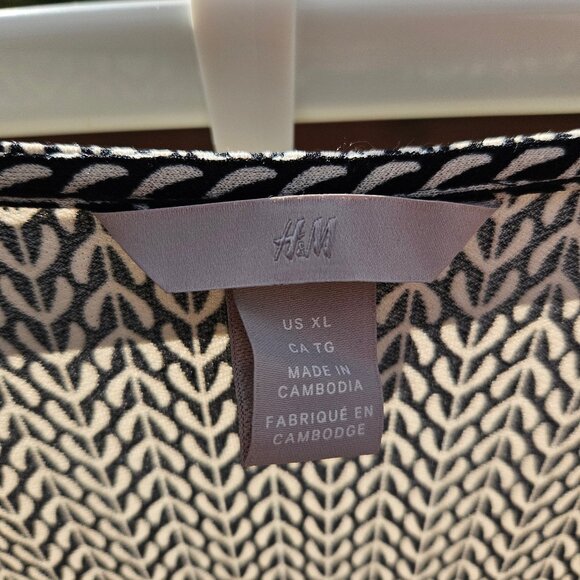 H&M
US XL
CA TG
MADE IN
CAMBODIA
FABRIQUÉ EN
CAMBODGE